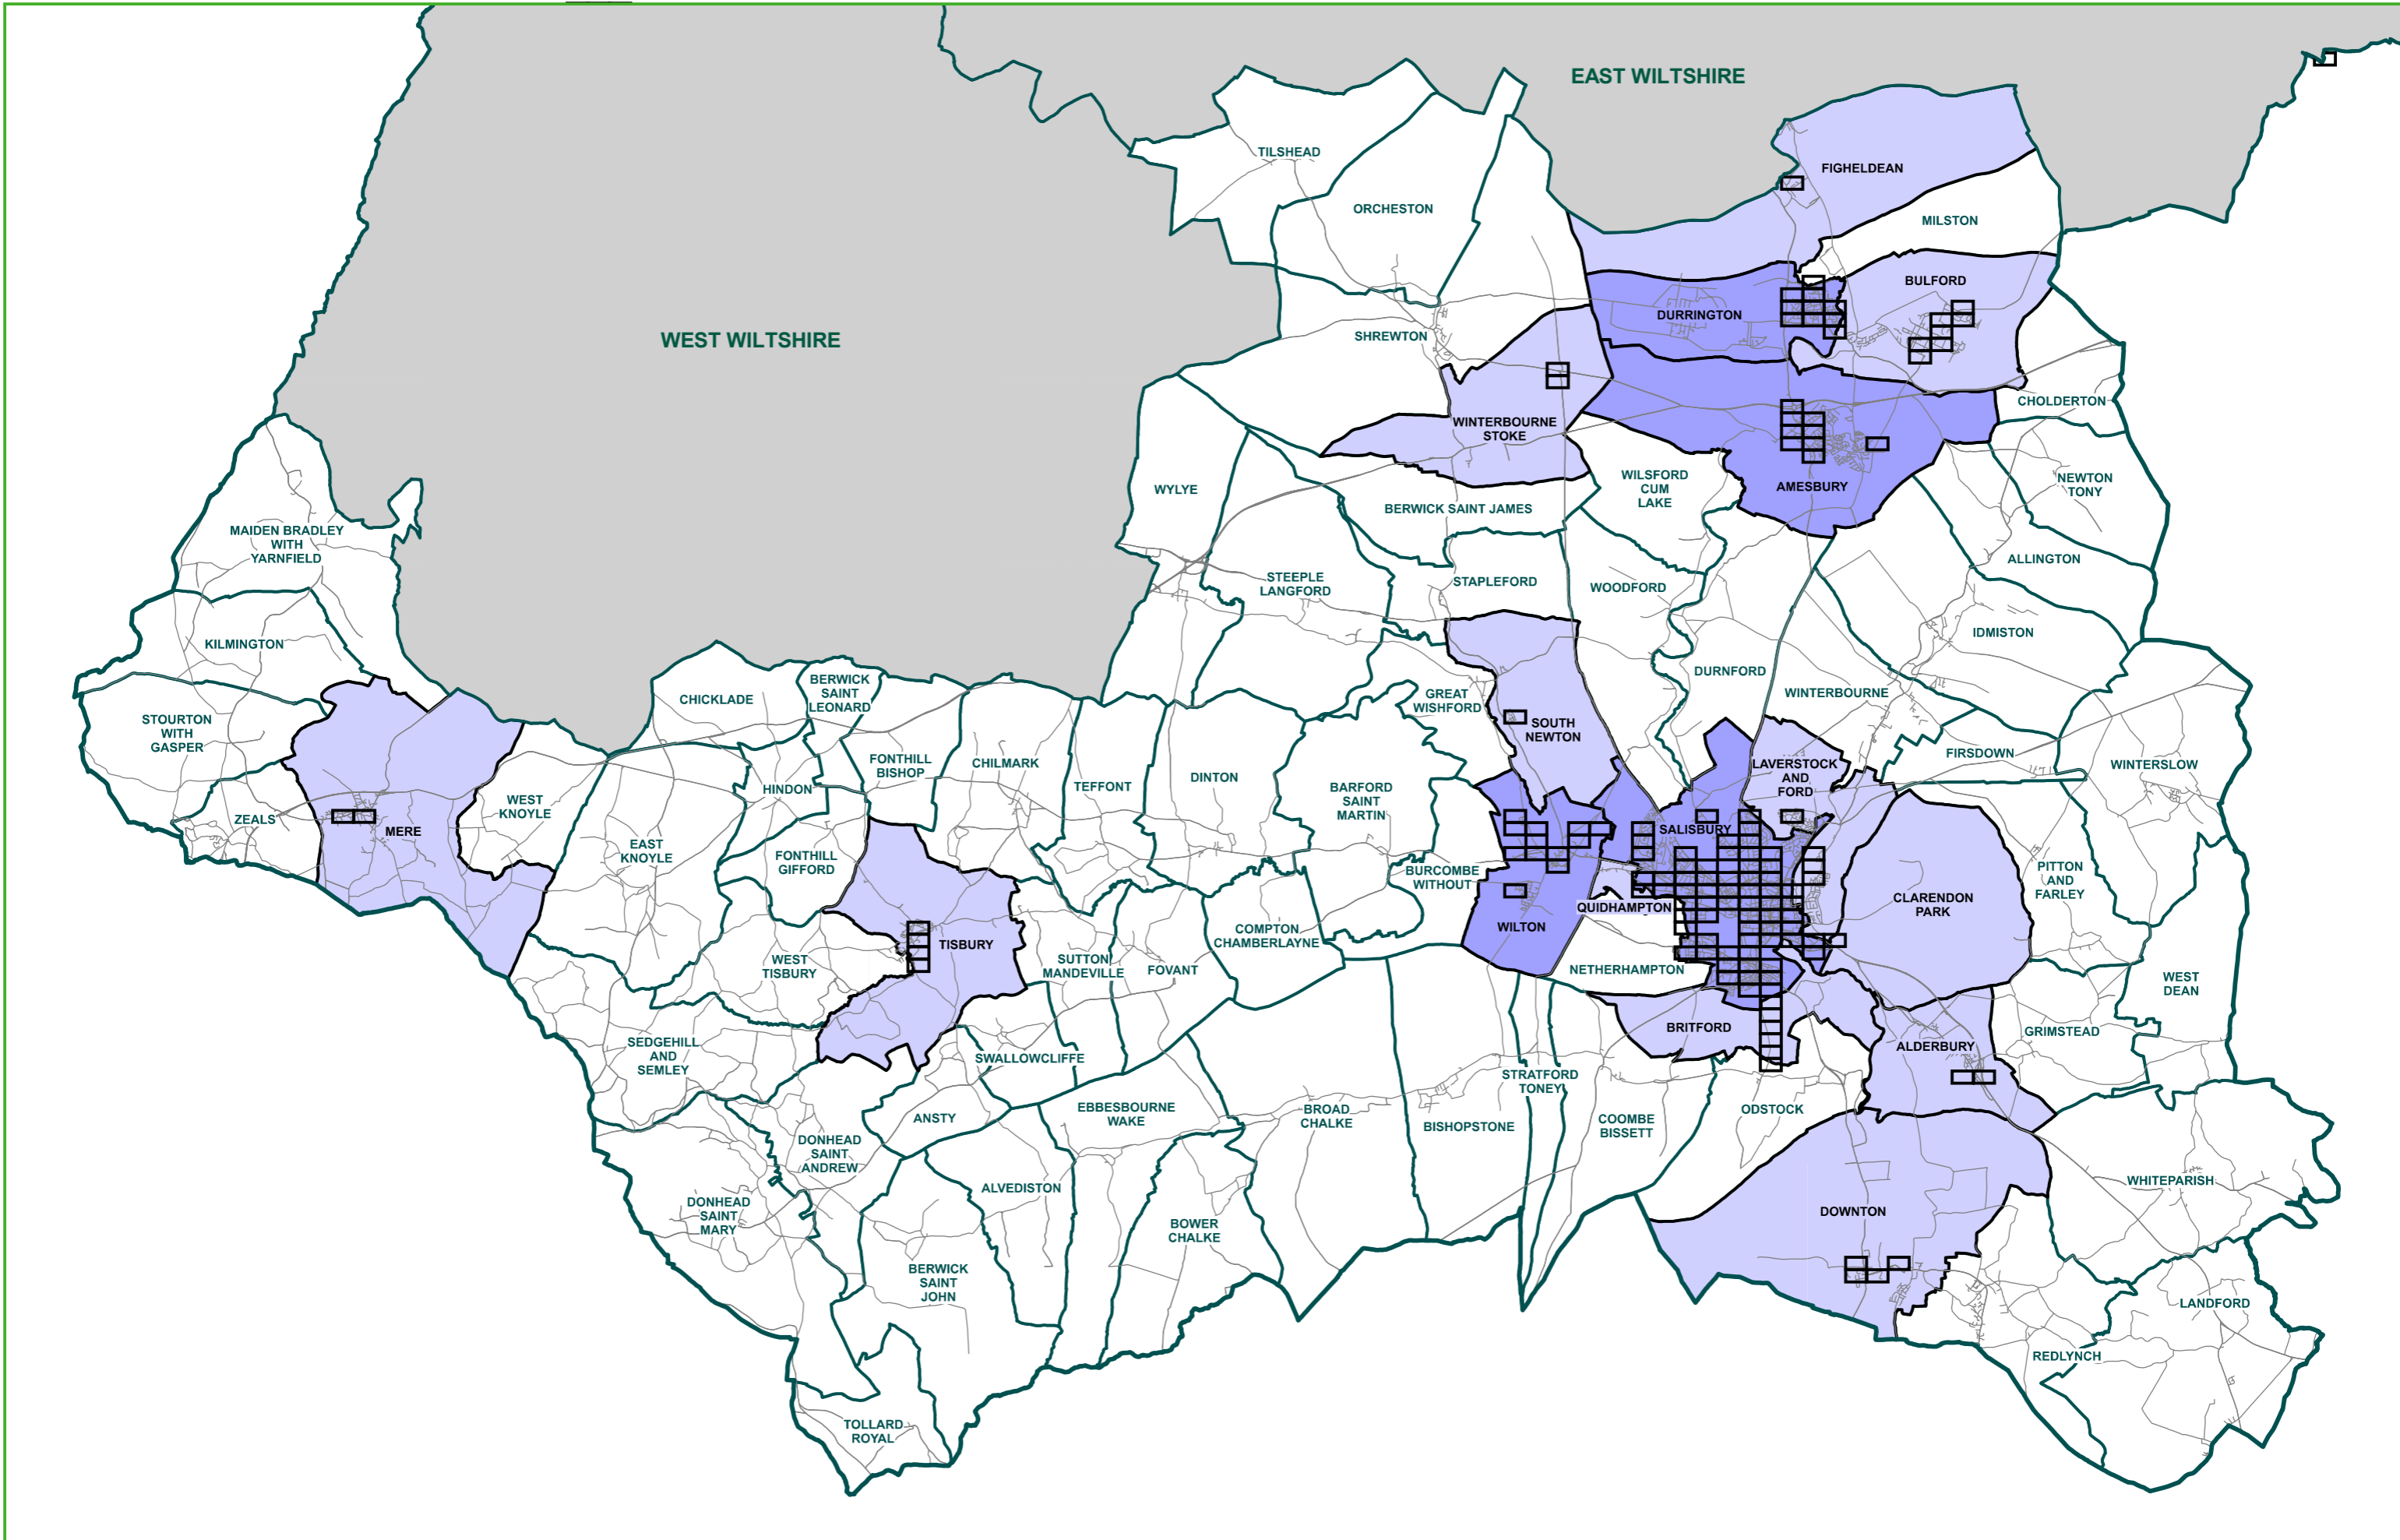 EAST WILTSHIRE
TILSHEAD
FIGHELDEAN
ORCHESTON
MILSTON
BULFORD
DURRINGTON
WEST WILTSHIRE
SHREWTON
CHOLDERTON
WINTERBOURNE
STOKE
WILSFORD
CUM
LAKE
NEWTON
TONY
AMESBURY
WYLYE
BERWICK SAINT JAMES
MAIDEN BRADLEY
WITH
YARNFIELD
ALLINGTON
STEEPLE
LANGFORD
STAPLEFORD
WOODFORD
IDMISTON
KILMINGTON
DURNFORD
BERWICK
SAINT
LEONARD
CHICKLADE
WINTERBOURNE
GREAT
WISHFORD
STOURTON
WITH
GASPER
SOUTH
NEWTON
FIRSDOWN
FONTHILL
BISHOP
CHILMARK
LAVERSTOCK
AND
FORD
WINTERSLOW
DINTON
TEFFONT
HINDON
BARFORD
SAINT
MARTIN
WEST
KNOYLE
ZEALS
MERE
SALISBURY
EAST
KNOYLE
FONTHILL
GIFFORD
BURCOMBE
WITHOUT
PITTON
AND
FARLEY
CLARENDON
PARK
QUIDHAMPTON
WILTON
COMPTON
CHAMBERLAYNE
TISBURY
WEST
TISBURY
SUTTON
MANDEVILLE
FOVANT
NETHERHAMPTON
WEST
DEAN
BRITFORD
GRIMSTEAD
ALDERBURY
SEDGEHILL
AND
SEMLEY
SWALLOWCLIFFE
STRATFORD
TONEY
EBBESBOURNE
WAKE
BROAD
CHALKE
BISHOPSTONE
COOMBE
BISSETT
ODSTOCK
ANSTY
DONHEAD
SAINT
ANDREW
ALVEDISTON
WHITEPARISH
DONHEAD
SAINT
MARY
BOWER
CHALKE
DOWNTON
BERWICK
SAINT
JOHN
LANDFORD
REDLYNCH
TOLLARD
ROYAL